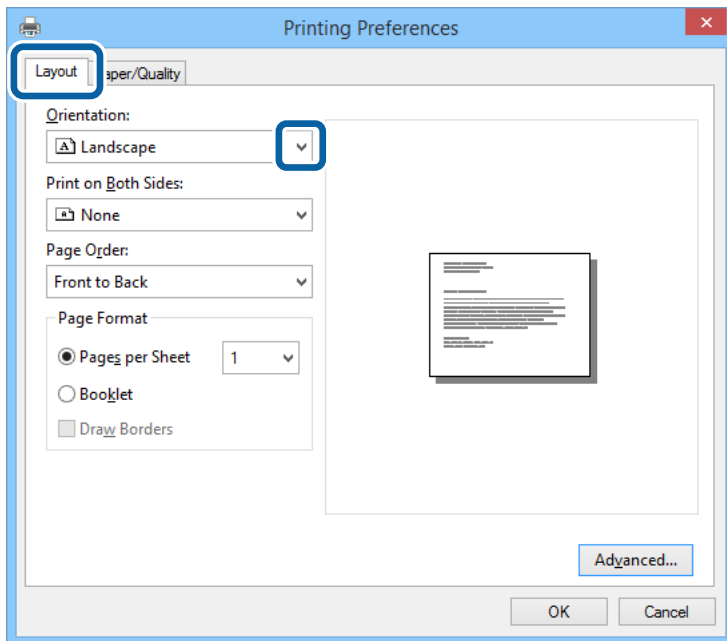 Printing Preferences
Layout
aper/Quality
Orientation:
A Landscape
Print on Both Sides:
None
Page Order:
Front to Back
Page Format
Pages per Sheet 1
Booklet
Draw Borders
Advanced...
OK Cancel